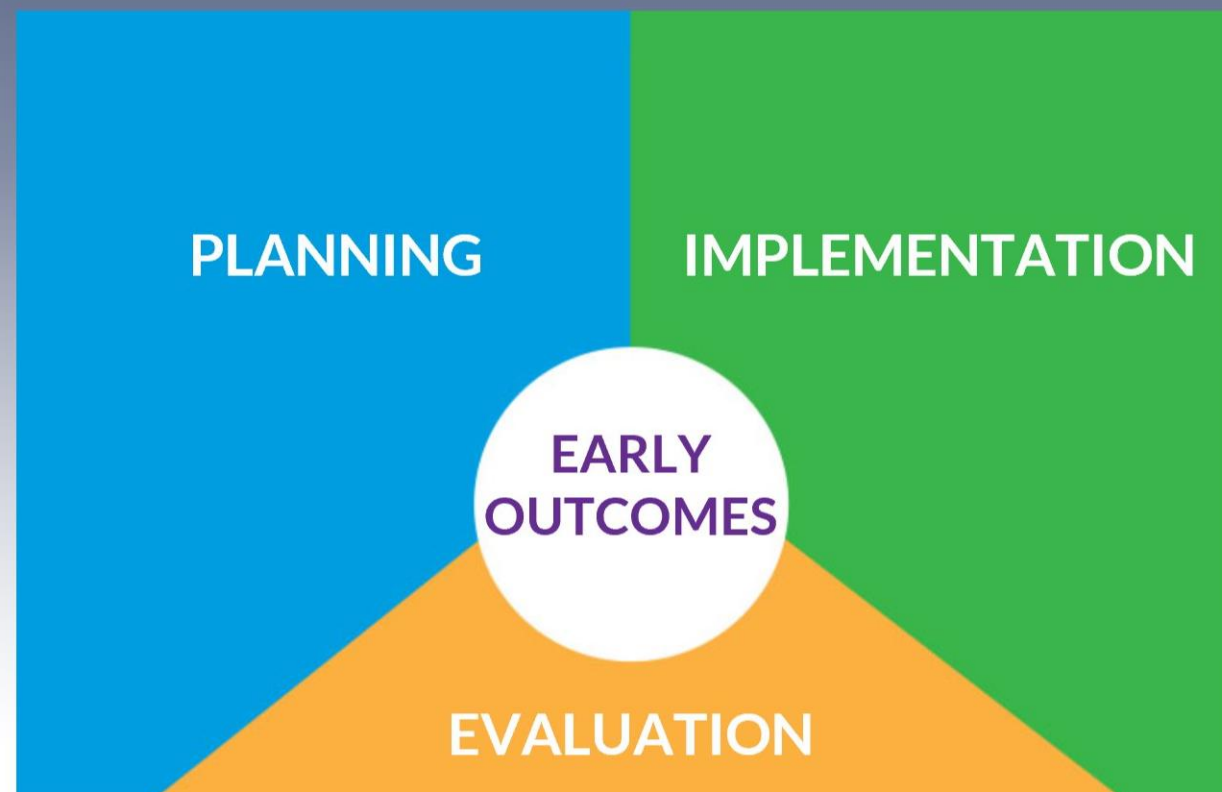 PLANNING
IMPLEMENTATION
EARLY
OUTCOMES
EVALUATION